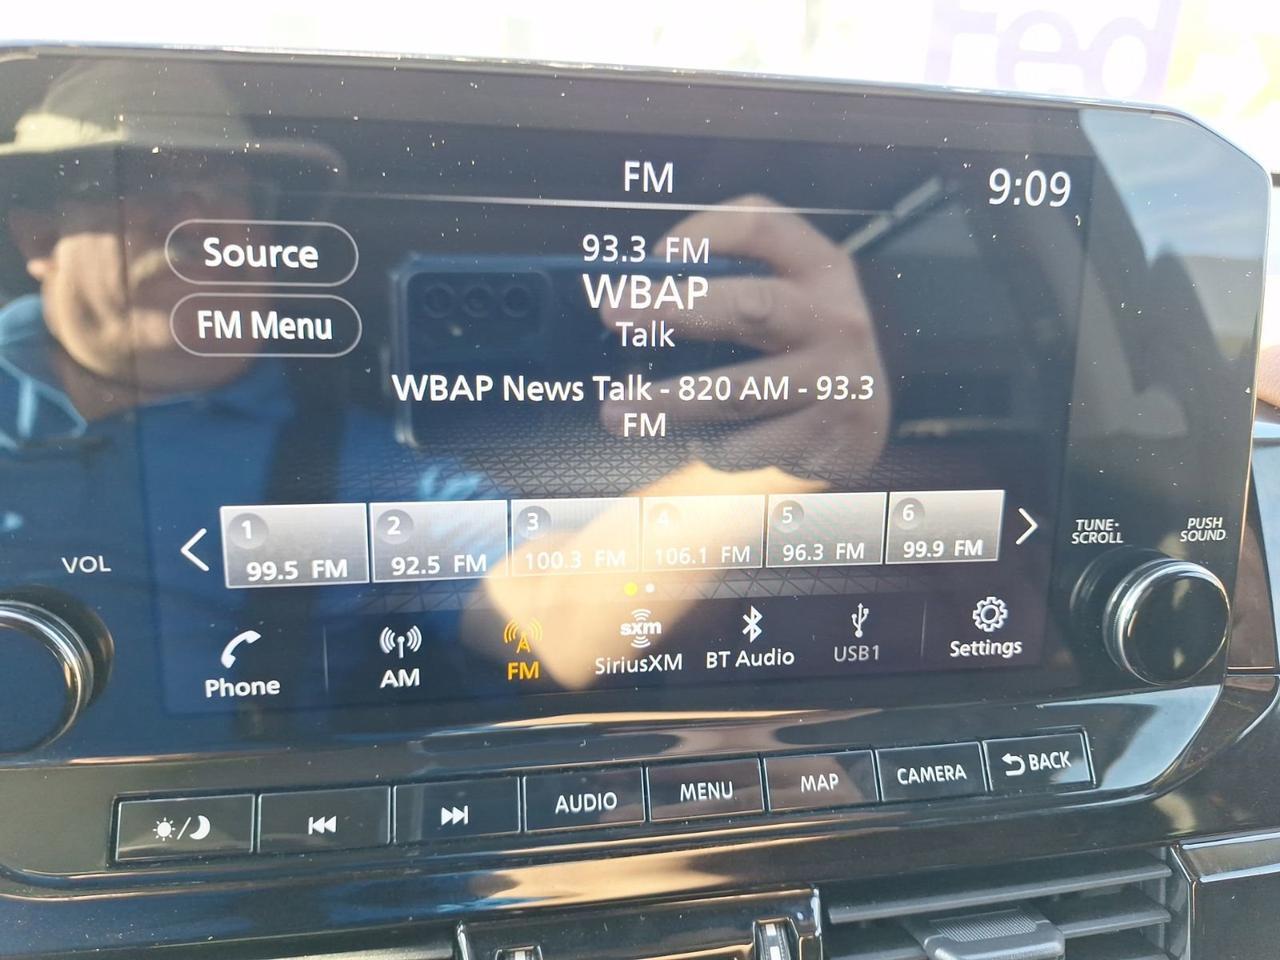 red
FM
9:09
Source
93.3 FM
WBAP
FM Menu
Talk
WBAP News Talk - 820 AM - 93.3
FM
1
2
3
4
5
6
99.5 FM
92.5 FM
100.3 FM
106.1 FM
96.3 FM
99.9 FM
VOL
TUNE·
SCROLL
PUSH
SOUND
sxm
Phone
AM
FM
SiriusXM
BT Audio
USB1
Settings
AUDIO
MENU
MAP
CAMERA
BACK